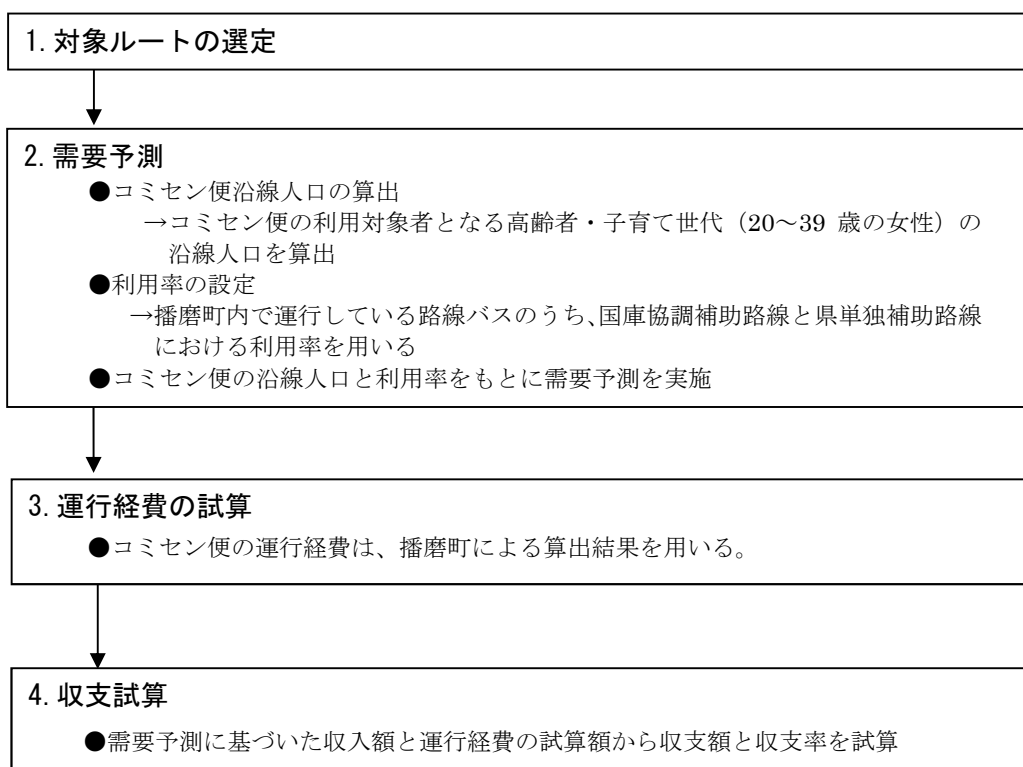 1. 対象ルートの選定
2. 需要予測
●コミセン便沿線人口の算出
→コミセン便の利用対象者となる高齢者・子育て世代（20～39 歳の女性）の
沿線人口を算出
●利用率の設定
→播磨町内で運行している路線バスのうち、国庫協調補助路線と県単独補助路線
における利用率を用いる
●コミセン便の沿線人口と利用率をもとに需要予測を実施
3. 運行経費の試算
●コミセン便の運行経費は、播磨町による算出結果を用いる。
4. 収支試算
●需要予測に基づいた収入額と運行経費の試算額から収支額と収支率を試算